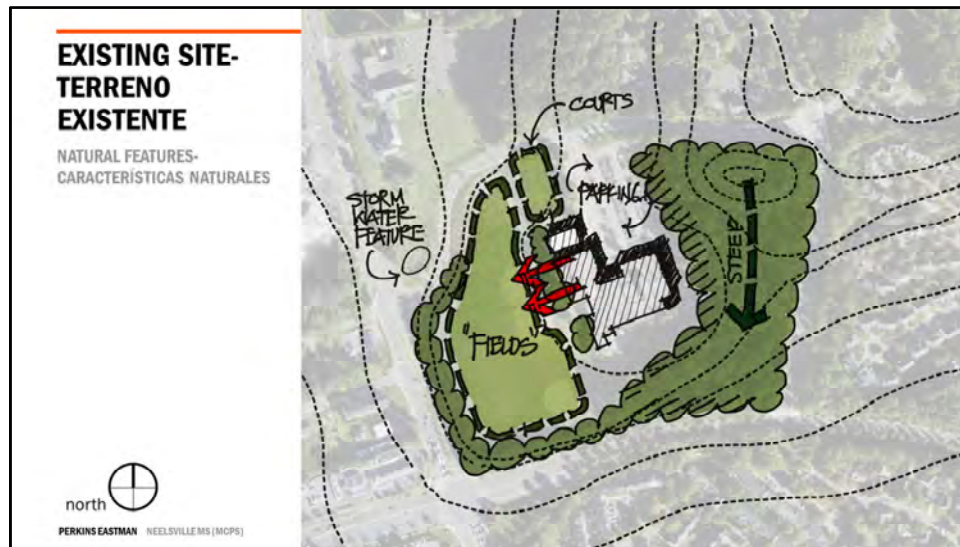 EXISTING SITE-
TERRENO
EXISTENTE
NATURAL FEATURES-
CARACTERÍSTICAS NATURALES
COURTS
PARKING
STORM
WATER
FEATURE
STEEP
"FIELDS"
north
PERKINS EASTMAN NEELSVILLE MS (MCPS)